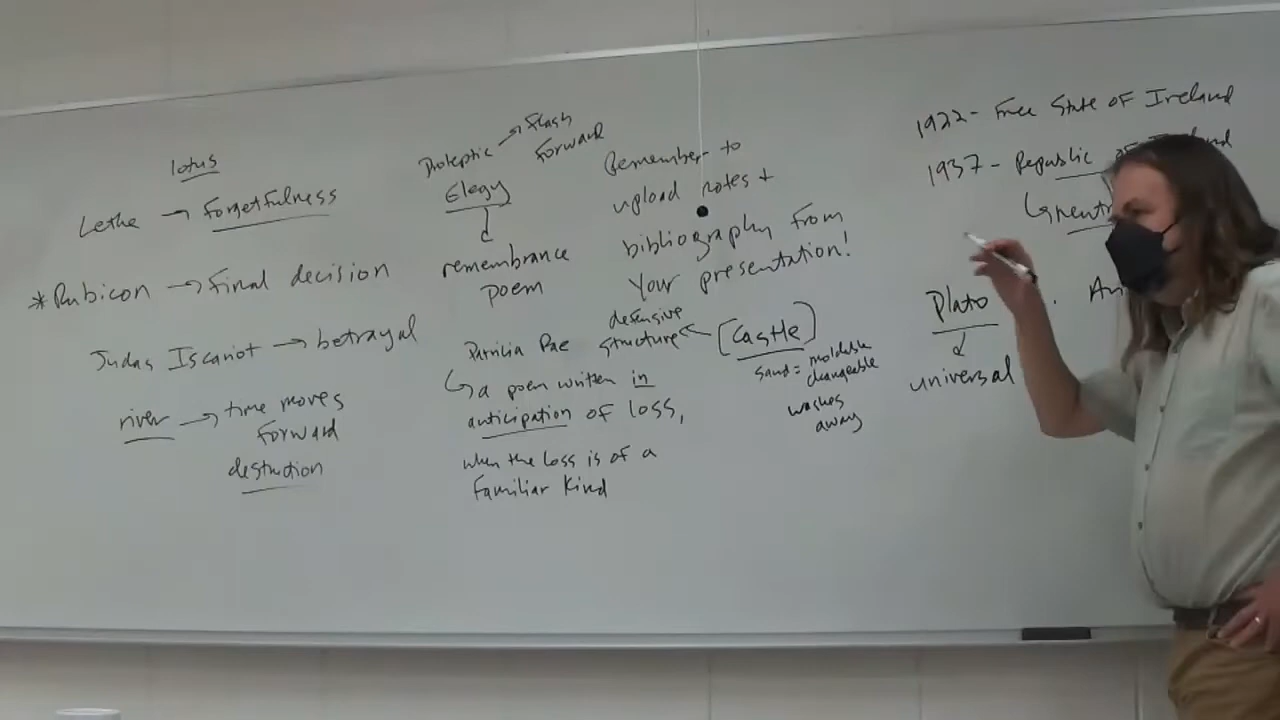 lotus
Lethe → Forgetfulness
*Rubicon → Final decision
Judas Iscariot → betrayal
river → time moves
forward
destruction
Proleptic → Flash
Forward
Elegy
remembrance
poem
Patricia Rae
↳ a poem written in
anticipation of loss,
when the loss is of a
Familiar Kind
Remember to
upload notes +
bibliography from
Your presentation!
defensive
structure ← [Castle]
sand = moldable
changeable
washes
away
1922 - Free State of Ireland
1937 - Republic of
Plato
universal